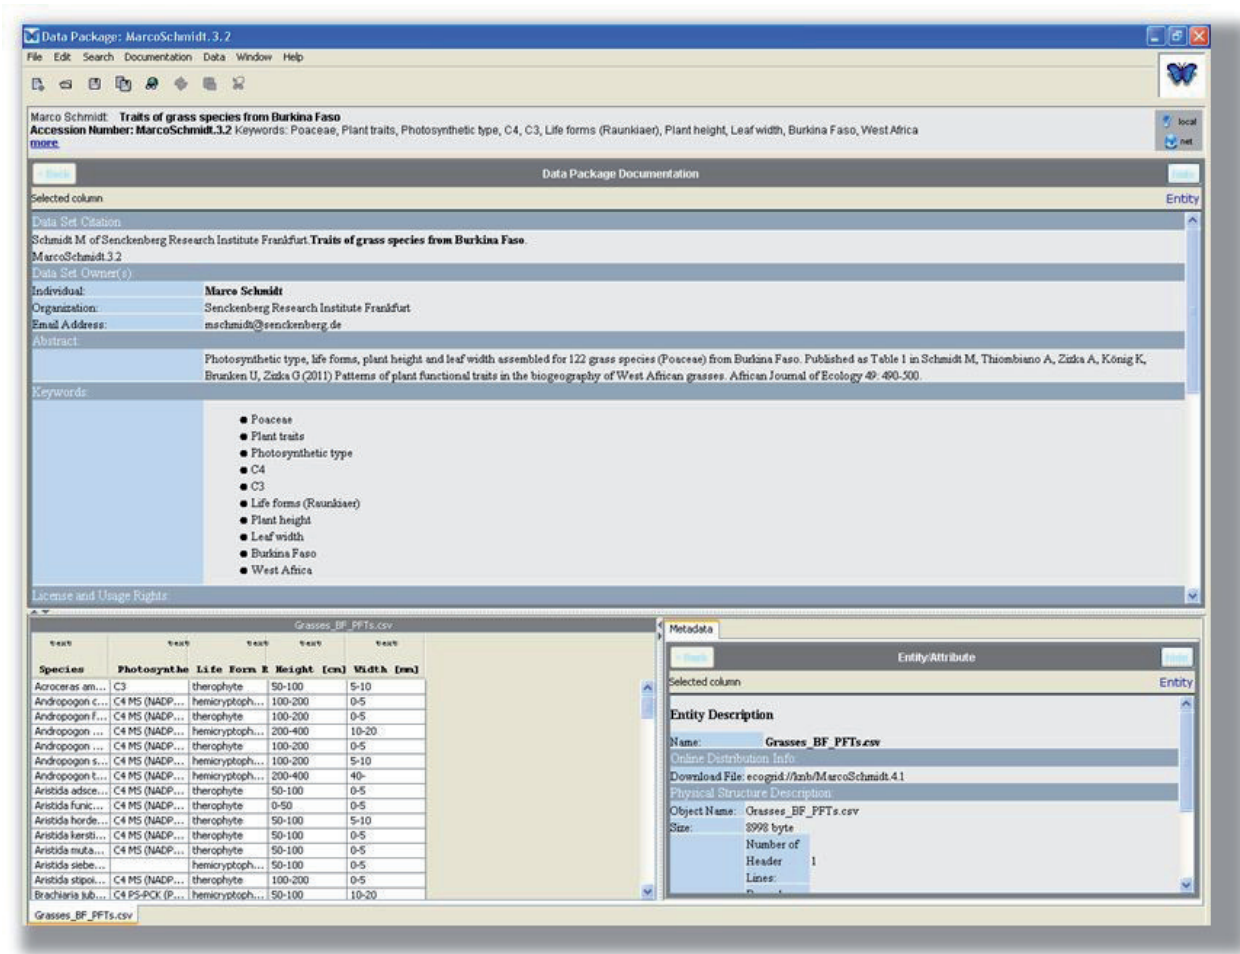 Data Package: MarcoSchmidt.3.2
File Edit Search Documentation Data Window Help
Marco Schmidt Traits of grass species from Burkina Faso
Accession Number: MarcoSchmidt.3.2 Keywords: Poaceae, Plant traits, Photosynthetic type, C4, C3, Life forms (Raunkiaer), Plant height, Leaf width, Burkina Faso, West Africa
more
local
net
Data Package Documentation
Selected column Entity
Data Set Citation
Schmidt M of Senckenberg Research Institute Frankfurt.Traits of grass species from Burkina Faso.
MarcoSchmidt.3.2
Data Set Owner(s):
Individual: Marco Schmidt
Organization: Senckenberg Research Institute Frankfurt
Email Address: mschmidt@senckenberg.de
Abstract:
Photosynthetic type, life forms, plant height and leaf width assembled for 122 grass species (Poaceae) from Burkina Faso. Published as Table 1 in Schmidt M, Thiombiano A, Zizka A, König K,
Brunken U, Zizka G (2011) Patterns of plant functional traits in the biogeography of West African grasses. African Journal of Ecology 49: 490-500.
Keywords:
Poaceae
Plant traits
Photosynthetic type
C4
C3
Life forms (Raunkiaer)
Plant height
Leaf width
Burkina Faso
West Africa
License and Usage Rights:
Grasses_BF_PFTs.csv
text text text text text
Species Photosynthe Life Form R Height [cm] Width [mm]
Acroceras am... C3 therophyte 50-100 5-10
Andropogon c... C4 MS (NADP... hemicryptoph... 100-200 0-5
Andropogon f... C4 MS (NADP... therophyte 100-200 0-5
Andropogon ... C4 MS (NADP... hemicryptoph... 200-400 10-20
Andropogon ... C4 MS (NADP... therophyte 100-200 0-5
Andropogon s... C4 MS (NADP... hemicryptoph... 100-200 5-10
Andropogon t... C4 MS (NADP... hemicryptoph... 200-400 40-
Aristida adsce... C4 MS (NADP... therophyte 50-100 0-5
Aristida funic... C4 MS (NADP... therophyte 0-50 0-5
Aristida horde... C4 MS (NADP... therophyte 50-100 5-10
Aristida kersti... C4 MS (NADP... therophyte 50-100 0-5
Aristida muta... C4 MS (NADP... therophyte 50-100 0-5
Aristida siebe... hemicryptoph... 50-100 0-5
Aristida stipoi... C4 MS (NADP... therophyte 100-200 0-5
Brachiaria jub... C4 PS-PCK (P... hemicryptoph... 50-100 10-20
Grasses_BF_PFTs.csv
Metadata
Entity/Attribute
Selected column Entity
Entity Description
Name: Grasses_BF_PFTs.csv
Online Distribution Info:
Download File: ecogrid://knb/MarcoSchmidt.4.1
Physical Structure Description:
Object Name: Grasses_BF_PFTs.csv
Size: 8998 byte
Number of
Header 1
Lines: